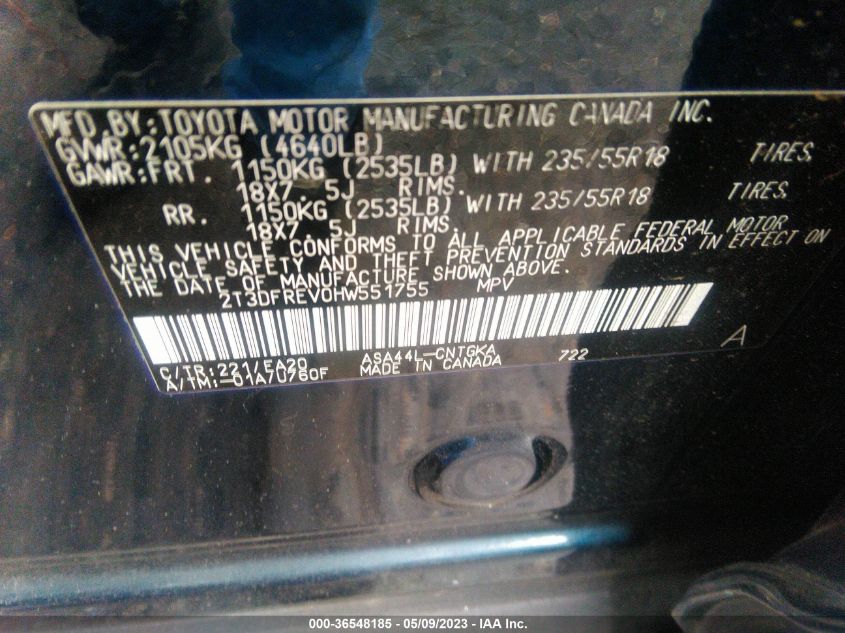 MFD.BY:TOYOTA MOTOR MANUFACTURING CANADA INC.
GVWR:2105KG (4640LB)
GAWR:FRT. 1150KG (2535LB) WITH 235/55R18 TIRES.
18X7. 5J RIMS.
RR. 1150KG (2535LB) WITH 235/55R18 TIRES.
18X7 5J RIMS.
THIS VEHICLE CONFORMS TO ALL APPLICABLE FEDERAL MOTOR
VEHICLE SAFETY AND THEFT PREVENTION STANDARDS IN EFFECT ON
THE DATE OF MANUFACTURE SHOWN ABOVE.
2T3DFREV0HW551755 MPV
C/TR:221/EA20 ASA44L-CNTGKA 722 A
A/TM:-01A/U760F MADE IN CANADA
000-36548185 - 05/09/2023 - IAA Inc.